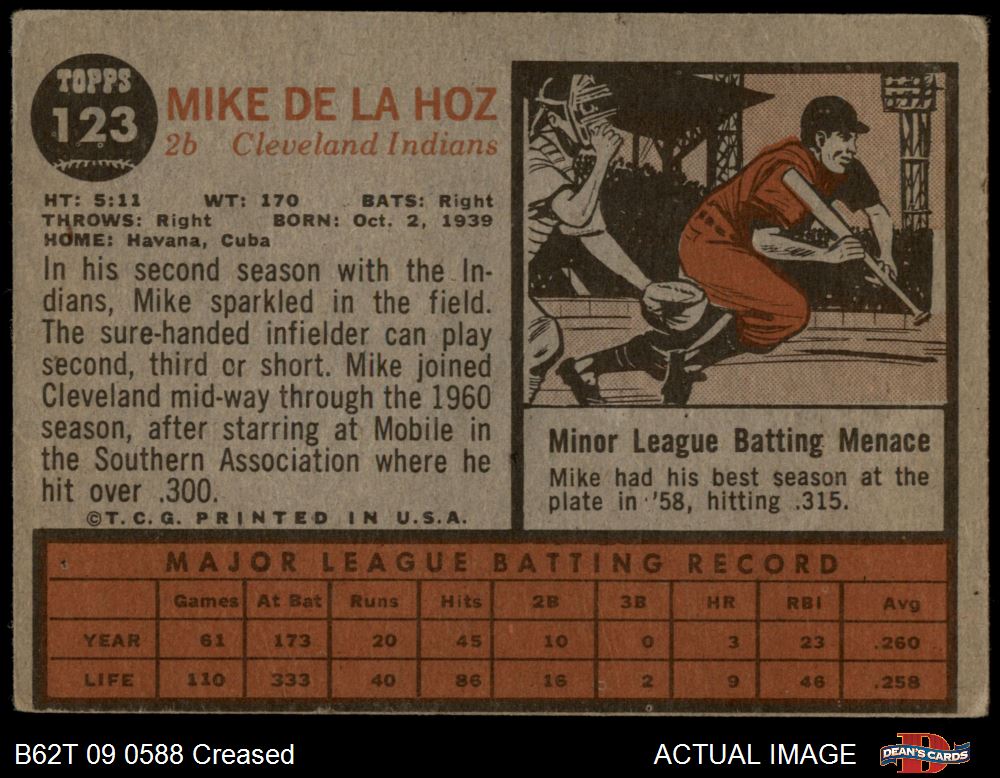 TOPPS
123
MIKE DE LA HOZ
2b Cleveland Indians
HT: 5:11 WT: 170 BATS: Right
THROWS: Right BORN: Oct. 2, 1939
HOME: Havana, Cuba
In his second season with the In-
dians, Mike sparkled in the field.
The sure-handed infielder can play
second, third or short. Mike joined
Cleveland mid-way through the 1960
season, after starring at Mobile in
the Southern Association where he
hit over .300.
©T.C.G. PRINTED IN U.S.A.
Minor League Batting Menace
Mike had his best season at the
plate in '58, hitting .315.
MAJOR LEAGUE BATTING RECORD
Games At Bat Runs Hits 2B 3B HR RBI Avg
YEAR 61 173 20 45 10 0 3 23 .260
LIFE 110 333 40 86 16 2 9 46 .258
B62T 09 0588 Creased
ACTUAL IMAGE
DEAN'S CARDS